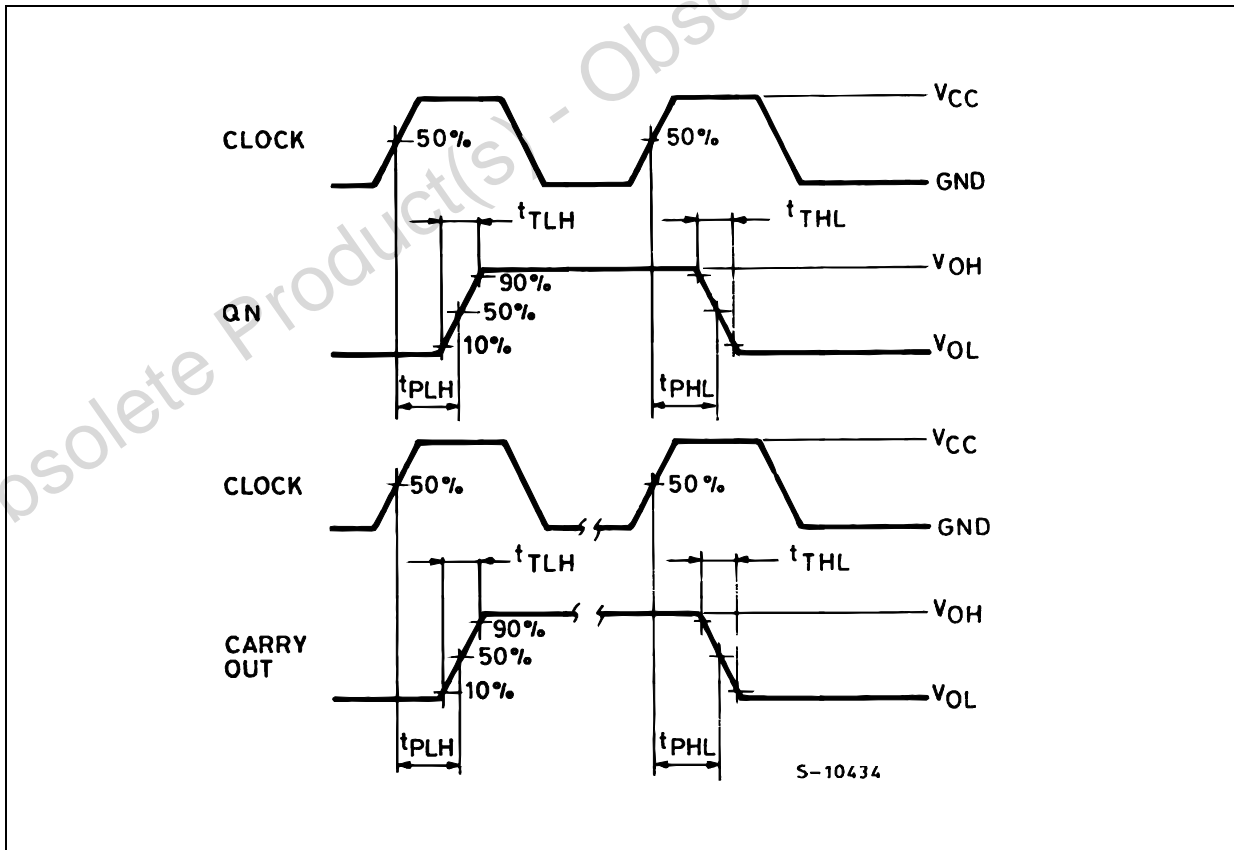 Obsolete Product(s) - Obso
VCC
CLOCK
50%
50%
GND
tTLH
tTHL
VOH
90%
QN
50%
10%
VOL
tPLH
tPHL
VCC
CLOCK
50%
50%
GND
tTLH
tTHL
VOH
90%
CARRY
OUT
50%
10%
VOL
tPLH
tPHL
S-10434